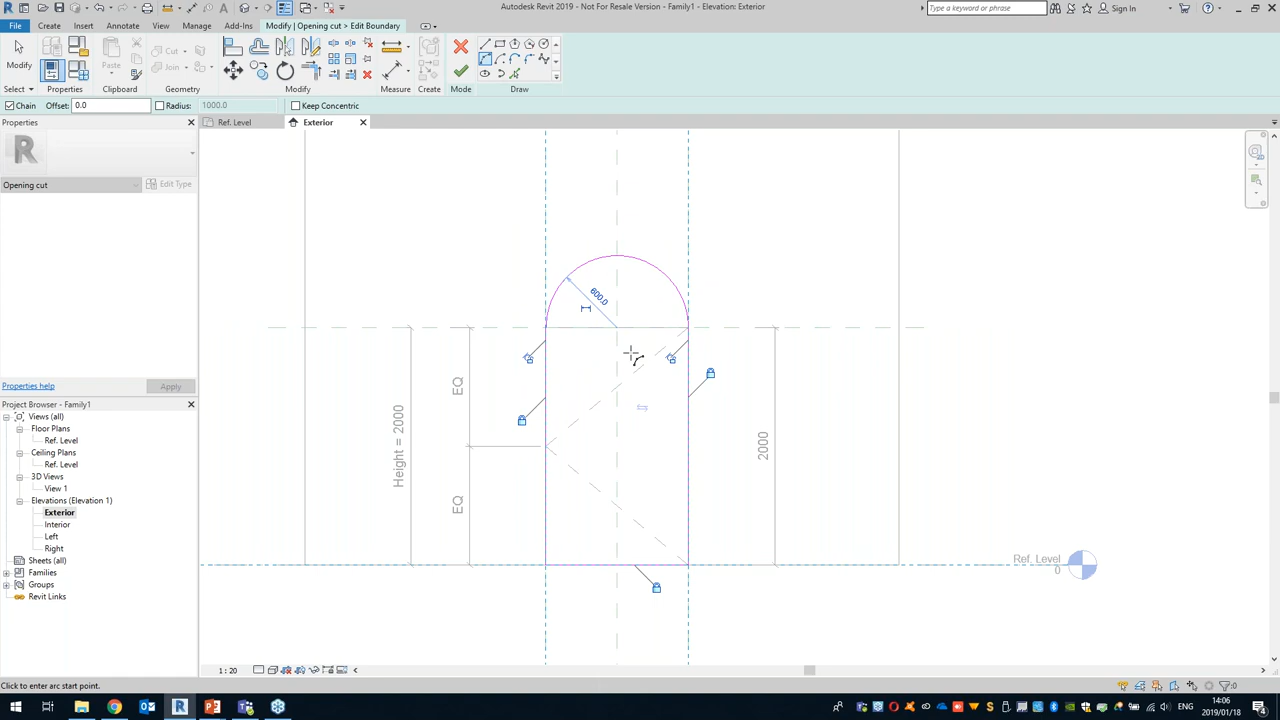 Autodesk Revit 2019 - Not For Resale Version - Family1 - Elevation: Exterior
Type a keyword or phrase
Sign In
File
Create
Insert
Annotate
View
Manage
Add-Ins
Modify | Opening cut > Edit Boundary
Modify
Paste
Cut
Join
Select
Properties
Clipboard
Geometry
Modify
Measure
Create
Mode
Draw
Chain
Offset: 0.0
Radius: 1000.0
Keep Concentric
Properties
Ref. Level
Exterior
Opening cut
Edit Type
Properties help
Apply
Project Browser - Family1
Views (all)
Floor Plans
Ref. Level
Ceiling Plans
Ref. Level
3D Views
View 1
Elevations (Elevation 1)
Exterior
Interior
Left
Right
Sheets (all)
Families
Groups
Revit Links
600.0
EQ
Height = 2000
EQ
2000
Ref. Level
0
1 : 20
Click to enter arc start point.
:0
ENG
14:06
2019/01/18
4